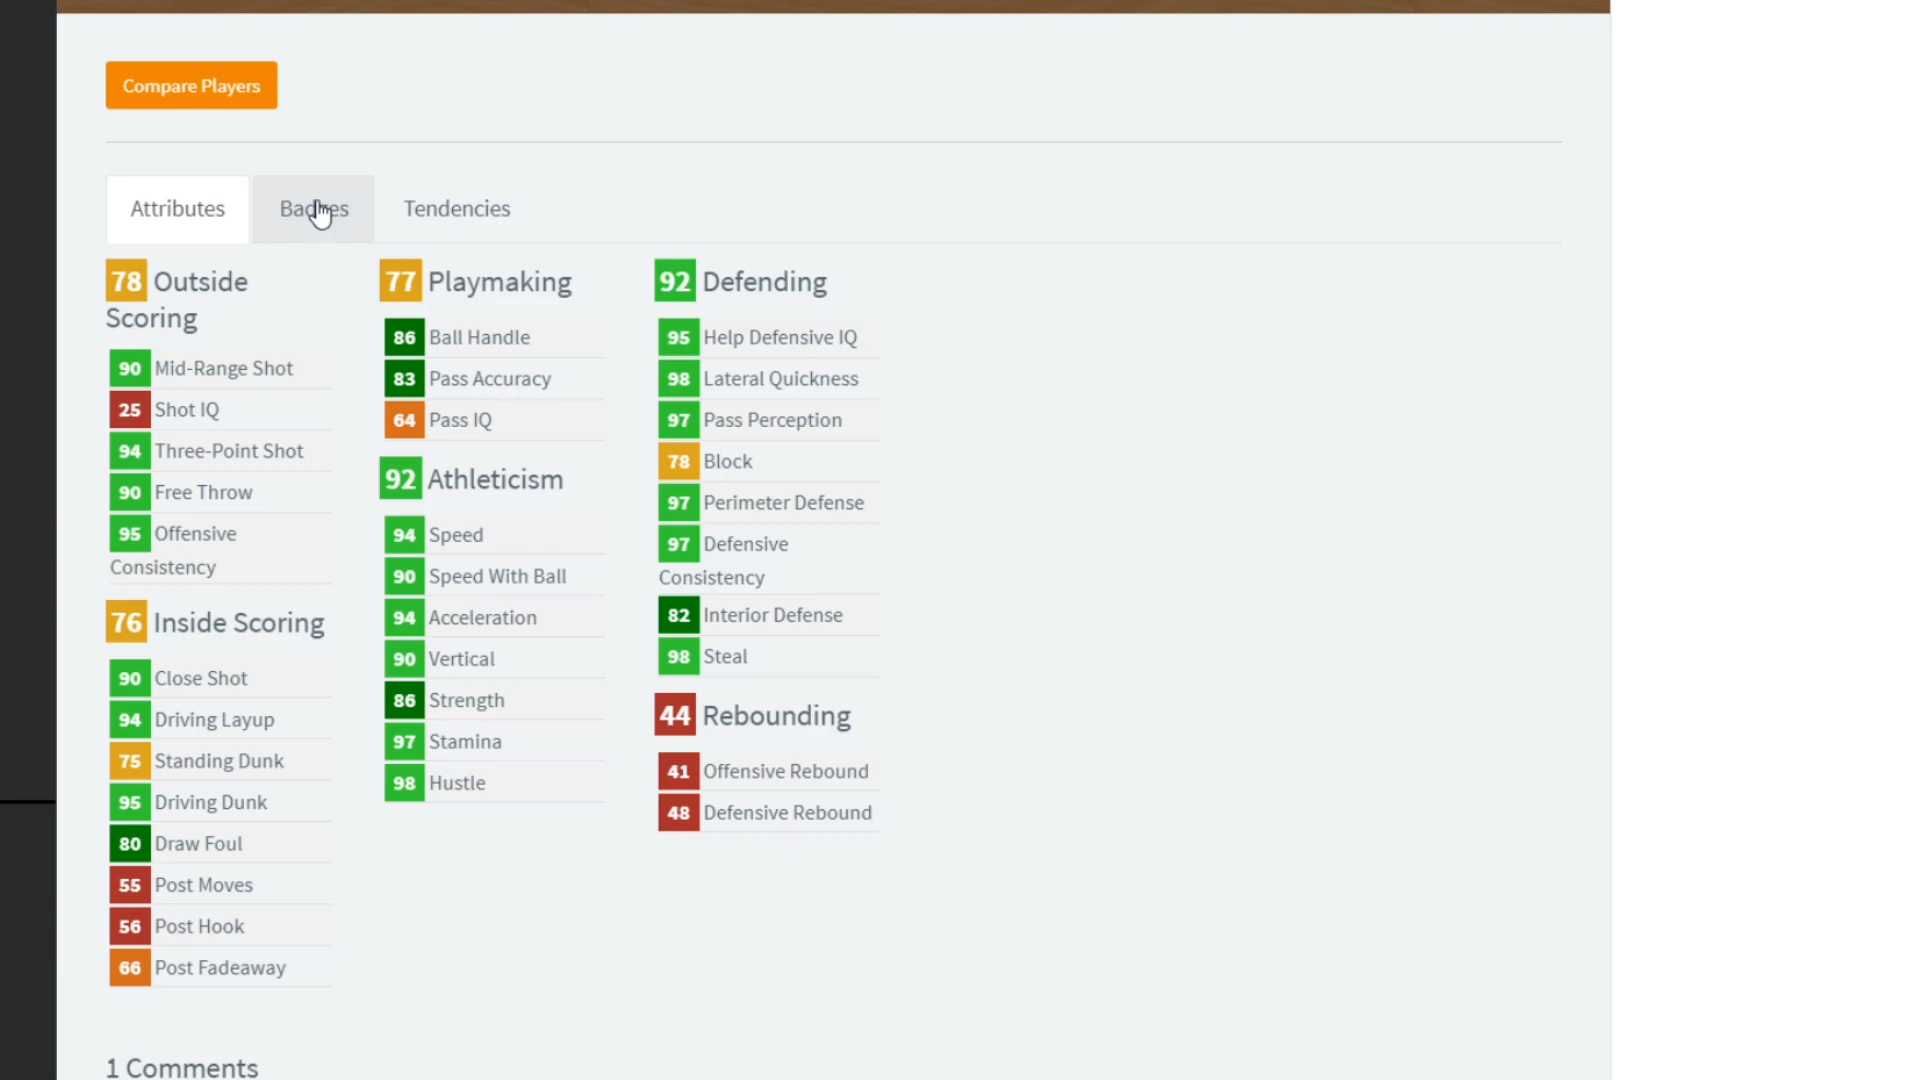 Compare Players
Attributes
Badges
Tendencies
78 Outside
Scoring
90 Mid-Range Shot
25 Shot IQ
94 Three-Point Shot
90 Free Throw
95 Offensive
Consistency
76 Inside Scoring
90 Close Shot
94 Driving Layup
75 Standing Dunk
95 Driving Dunk
80 Draw Foul
55 Post Moves
56 Post Hook
66 Post Fadeaway
77 Playmaking
86 Ball Handle
83 Pass Accuracy
64 Pass IQ
92 Athleticism
94 Speed
90 Speed With Ball
94 Acceleration
90 Vertical
86 Strength
97 Stamina
98 Hustle
92 Defending
95 Help Defensive IQ
98 Lateral Quickness
97 Pass Perception
78 Block
97 Perimeter Defense
97 Defensive
Consistency
82 Interior Defense
98 Steal
44 Rebounding
41 Offensive Rebound
48 Defensive Rebound
1 Comments